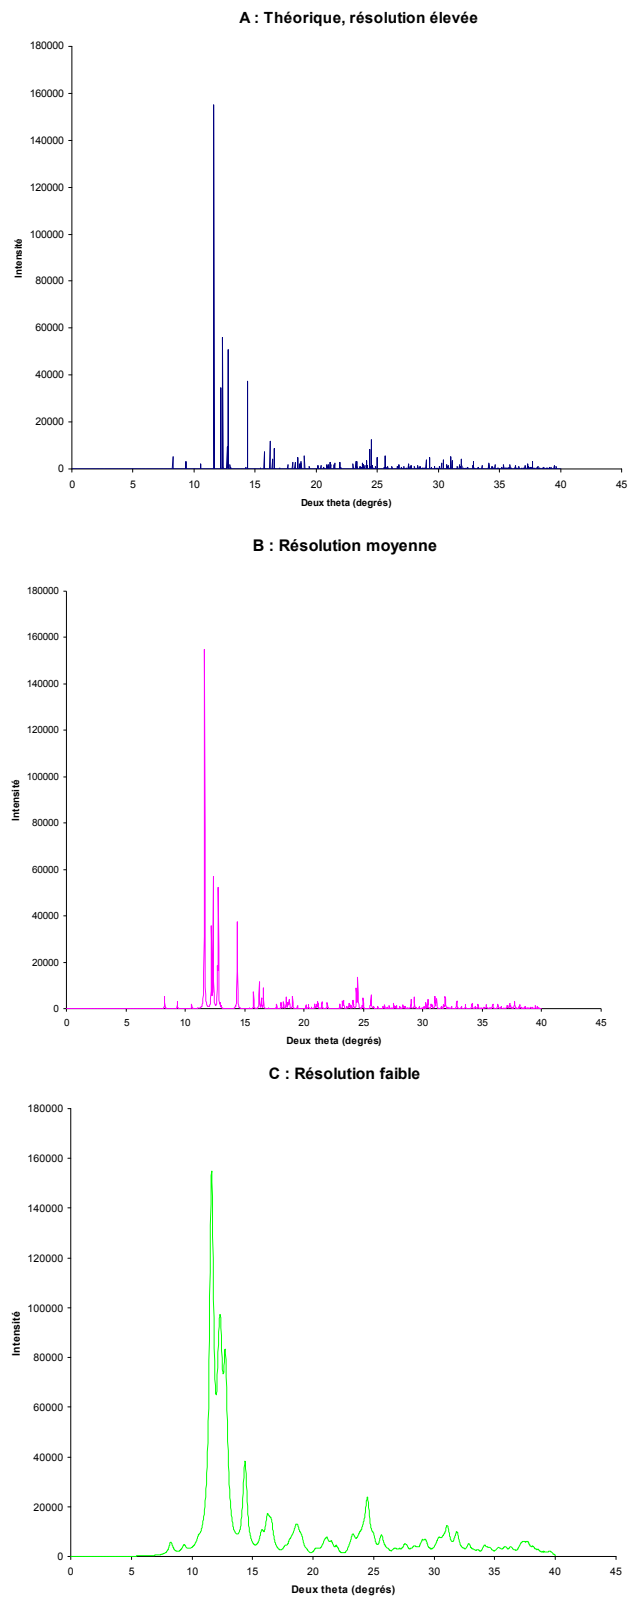 A : Théorique, résolution élevée
180000
160000
140000
120000
100000
80000
60000
40000
20000
0
Intensité
0 5 10 15 20 25 30 35 40 45
Deux theta (degrés)
B : Résolution moyenne
180000
160000
140000
120000
100000
80000
60000
40000
20000
0
Intensité
0 5 10 15 20 25 30 35 40 45
Deux theta (degrés)
C : Résolution faible
180000
160000
140000
120000
100000
80000
60000
40000
20000
0
Intensité
0 5 10 15 20 25 30 35 40 45
Deux theta (degrés)